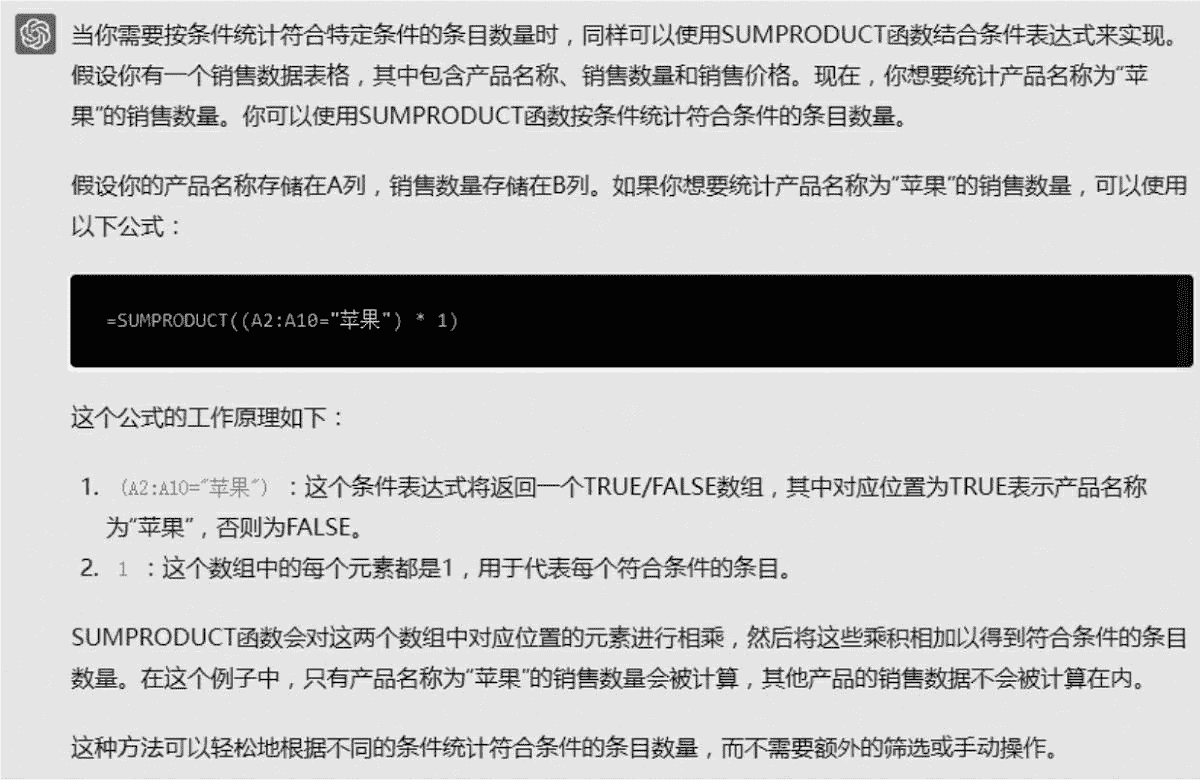 当你需要按条件统计符合特定条件的条目数量时，同样可以使用SUMPRODUCT函数结合条件表达式来实现。
假设你有一个销售数据表格，其中包含产品名称、销售数量和销售价格。现在，你想要统计产品名称为“苹
果”的销售数量。你可以使用SUMPRODUCT函数按条件统计符合条件的条目数量。
假设你的产品名称存储在A列，销售数量存储在B列。如果你想要统计产品名称为“苹果”的销售数量，可以使用
以下公式：
=SUMPRODUCT((A2:A10="苹果") * 1)
这个公式的工作原理如下：
1. (A2:A10="苹果") ：这个条件表达式将返回一个TRUE/FALSE数组，其中对应位置为TRUE表示产品名称
为“苹果”，否则为FALSE。
2. 1 ：这个数组中的每个元素都是1，用于代表每个符合条件的条目。
SUMPRODUCT函数会对这两个数组中对应位置的元素进行相乘，然后将这些乘积相加以得到符合条件的条目
数量。在这个例子中，只有产品名称为“苹果”的销售数量会被计算，其他产品的销售数据不会被计算在内。
这种方法可以轻松地根据不同的条件统计符合条件的条目数量，而不需要额外的筛选或手动操作。